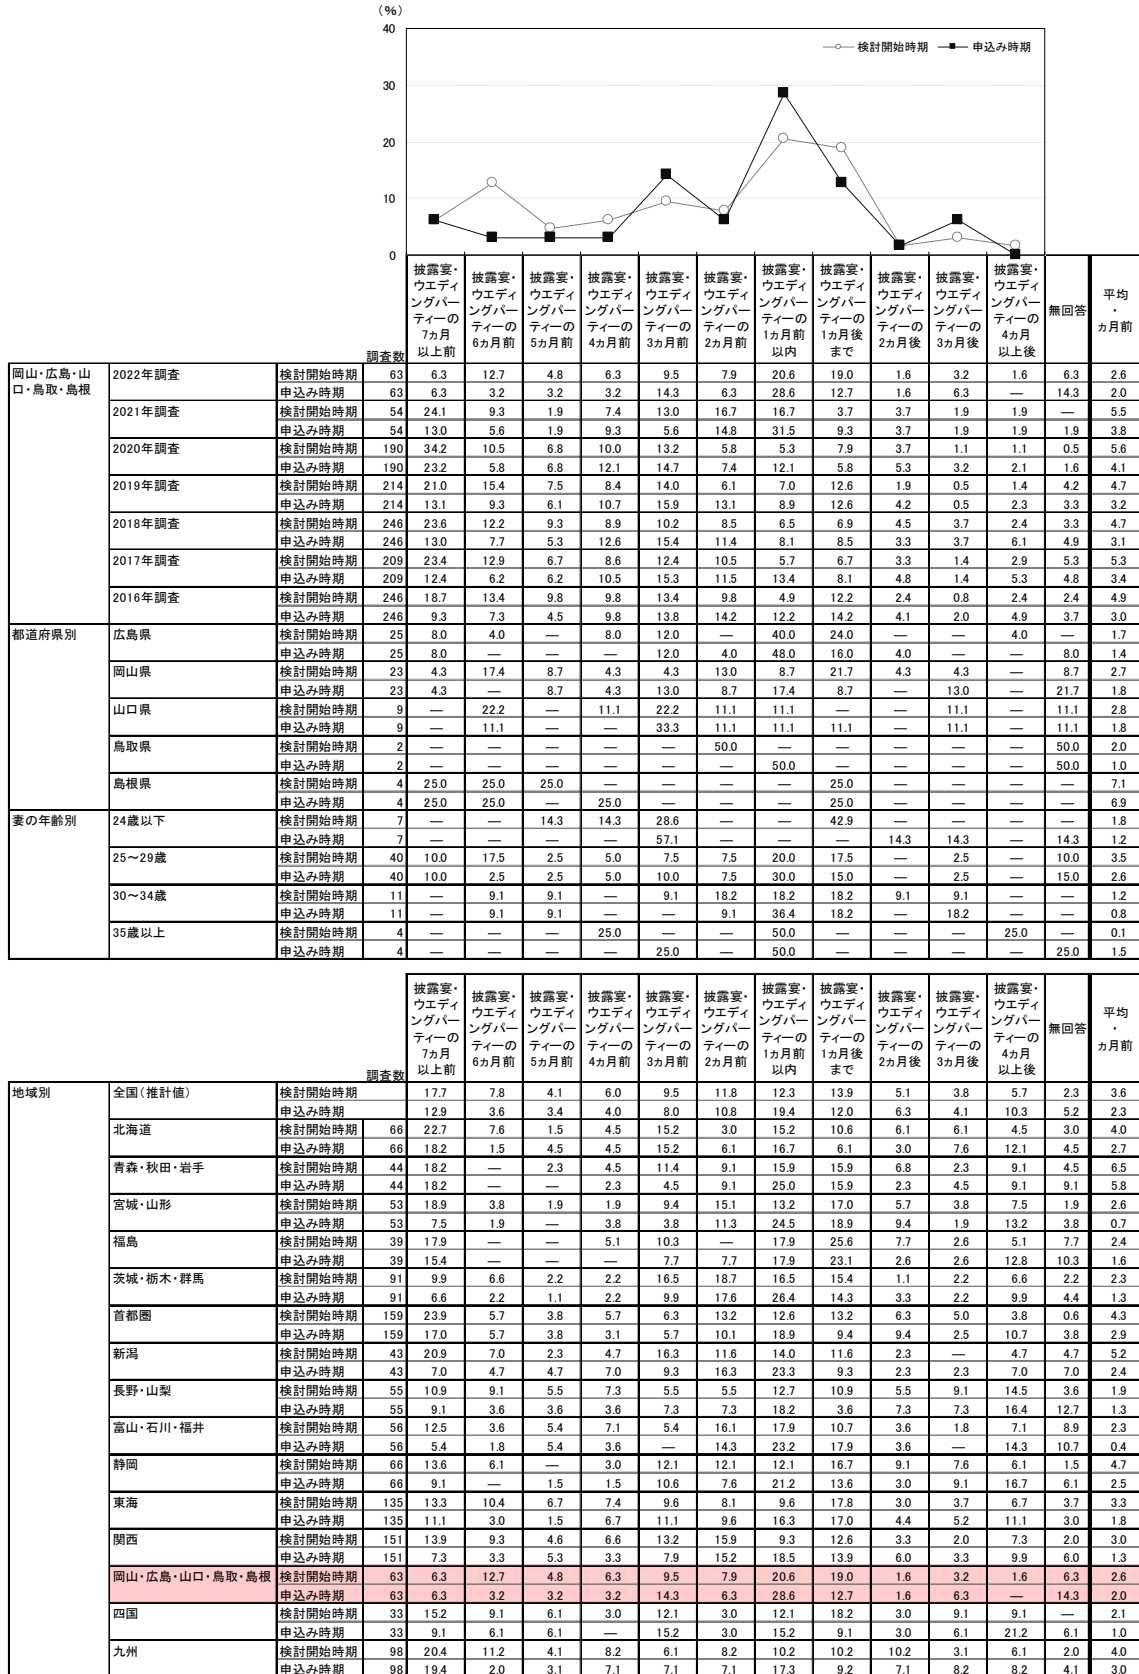 （%）
40
30
20
10
0
検討開始時期 申込み時期
調査数 披露宴・ウエディングパーティーの7ヵ月以上前 披露宴・ウエディングパーティーの6ヵ月前 披露宴・ウエディングパーティーの5ヵ月前 披露宴・ウエディングパーティーの4ヵ月前 披露宴・ウエディングパーティーの3ヵ月前 披露宴・ウエディングパーティーの2ヵ月前 披露宴・ウエディングパーティーの1ヵ月前以内 披露宴・ウエディングパーティーの1ヵ月後まで 披露宴・ウエディングパーティーの2ヵ月後 披露宴・ウエディングパーティーの3ヵ月後 披露宴・ウエディングパーティーの4ヵ月以上後 無回答 平均・ヵ月前
岡山・広島・山口・鳥取・島根 2022年調査 検討開始時期 63 6.3 12.7 4.8 6.3 9.5 7.9 20.6 19.0 1.6 3.2 1.6 6.3 2.6
申込み時期 63 6.3 3.2 3.2 3.2 14.3 6.3 28.6 12.7 1.6 6.3 — 14.3 2.0
2021年調査 検討開始時期 54 24.1 9.3 1.9 7.4 13.0 16.7 16.7 3.7 3.7 1.9 1.9 — 5.5
申込み時期 54 13.0 5.6 1.9 9.3 5.6 14.8 31.5 9.3 3.7 1.9 1.9 1.9 3.8
2020年調査 検討開始時期 190 34.2 10.5 6.8 10.0 13.2 5.8 5.3 7.9 3.7 1.1 1.1 0.5 5.6
申込み時期 190 23.2 5.8 6.8 12.1 14.7 7.4 12.1 5.8 5.3 3.2 2.1 1.6 4.1
2019年調査 検討開始時期 214 21.0 15.4 7.5 8.4 14.0 6.1 7.0 12.6 1.9 0.5 1.4 4.2 4.7
申込み時期 214 13.1 9.3 6.1 10.7 15.9 13.1 8.9 12.6 4.2 0.5 2.3 3.3 3.2
2018年調査 検討開始時期 246 23.6 12.2 9.3 8.9 10.2 8.5 6.5 6.9 4.5 3.7 2.4 3.3 4.7
申込み時期 246 13.0 7.7 5.3 12.6 15.4 11.4 8.1 8.5 3.3 3.7 6.1 4.9 3.1
2017年調査 検討開始時期 209 23.4 12.9 6.7 8.6 12.4 10.5 5.7 6.7 3.3 1.4 2.9 5.3 5.3
申込み時期 209 12.4 6.2 6.2 10.5 15.3 11.5 13.4 8.1 4.8 1.4 5.3 4.8 3.4
2016年調査 検討開始時期 246 18.7 13.4 9.8 9.8 13.4 9.8 4.9 12.2 2.4 0.8 2.4 2.4 4.9
申込み時期 246 9.3 7.3 4.5 9.8 13.8 14.2 12.2 14.2 4.1 2.0 4.9 3.7 3.0
都道府県別 広島県 検討開始時期 25 8.0 4.0 — 8.0 12.0 — 40.0 24.0 — — 4.0 — 1.7
申込み時期 25 8.0 — — — 12.0 4.0 48.0 16.0 4.0 — — 8.0 1.4
岡山県 検討開始時期 23 4.3 17.4 8.7 4.3 4.3 13.0 8.7 21.7 4.3 4.3 — 8.7 2.7
申込み時期 23 4.3 — 8.7 4.3 13.0 8.7 17.4 8.7 — 13.0 — 21.7 1.8
山口県 検討開始時期 9 — 22.2 — 11.1 22.2 11.1 11.1 — — 11.1 — 11.1 2.8
申込み時期 9 — 11.1 — — 33.3 11.1 11.1 11.1 — 11.1 — 11.1 1.8
鳥取県 検討開始時期 2 — — — — — 50.0 — — — — — 50.0 2.0
申込み時期 2 — — — — — — 50.0 — — — — 50.0 1.0
島根県 検討開始時期 4 25.0 25.0 25.0 — — — — 25.0 — — — — 7.1
申込み時期 4 25.0 25.0 — 25.0 — — — 25.0 — — — — 6.9
妻の年齢別 24歳以下 検討開始時期 7 — — 14.3 14.3 28.6 — — 42.9 — — — — 1.8
申込み時期 7 — — — — 57.1 — — — 14.3 14.3 — 14.3 1.2
25～29歳 検討開始時期 40 10.0 17.5 2.5 5.0 7.5 7.5 20.0 17.5 — 2.5 — 10.0 3.5
申込み時期 40 10.0 2.5 2.5 5.0 10.0 7.5 30.0 15.0 — 2.5 — 15.0 2.6
30～34歳 検討開始時期 11 — 9.1 9.1 — 9.1 18.2 18.2 18.2 9.1 9.1 — — 1.2
申込み時期 11 — 9.1 9.1 — — 9.1 36.4 18.2 — 18.2 — — 0.8
35歳以上 検討開始時期 4 — — — 25.0 — — 50.0 — — — 25.0 — 0.1
申込み時期 4 — — — — 25.0 — 50.0 — — — — 25.0 1.5
調査数 披露宴・ウエディングパーティーの7ヵ月以上前 披露宴・ウエディングパーティーの6ヵ月前 披露宴・ウエディングパーティーの5ヵ月前 披露宴・ウエディングパーティーの4ヵ月前 披露宴・ウエディングパーティーの3ヵ月前 披露宴・ウエディングパーティーの2ヵ月前 披露宴・ウエディングパーティーの1ヵ月前以内 披露宴・ウエディングパーティーの1ヵ月後まで 披露宴・ウエディングパーティーの2ヵ月後 披露宴・ウエディングパーティーの3ヵ月後 披露宴・ウエディングパーティーの4ヵ月以上後 無回答 平均・ヵ月前
地域別 全国（推計値） 検討開始時期 17.7 7.8 4.1 6.0 9.5 11.8 12.3 13.9 5.1 3.8 5.7 2.3 3.6
申込み時期 12.9 3.6 3.4 4.0 8.0 10.8 19.4 12.0 6.3 4.1 10.3 5.2 2.3
北海道 検討開始時期 66 22.7 7.6 1.5 4.5 15.2 3.0 15.2 10.6 6.1 6.1 4.5 3.0 4.0
申込み時期 66 18.2 1.5 4.5 4.5 15.2 6.1 16.7 6.1 3.0 7.6 12.1 4.5 2.7
青森・秋田・岩手 検討開始時期 44 18.2 — 2.3 4.5 11.4 9.1 15.9 15.9 6.8 2.3 9.1 4.5 6.5
申込み時期 44 18.2 — — 2.3 4.5 9.1 25.0 15.9 2.3 4.5 9.1 9.1 5.8
宮城・山形 検討開始時期 53 18.9 3.8 1.9 1.9 9.4 15.1 13.2 17.0 5.7 3.8 7.5 1.9 2.6
申込み時期 53 7.5 1.9 — 3.8 3.8 11.3 24.5 18.9 9.4 1.9 13.2 3.8 0.7
福島 検討開始時期 39 17.9 — — 5.1 10.3 — 17.9 25.6 7.7 2.6 5.1 7.7 2.4
申込み時期 39 15.4 — — — 7.7 7.7 17.9 23.1 2.6 2.6 12.8 10.3 1.6
茨城・栃木・群馬 検討開始時期 91 9.9 6.6 2.2 2.2 16.5 18.7 16.5 15.4 1.1 2.2 6.6 2.2 2.3
申込み時期 91 6.6 2.2 1.1 2.2 9.9 17.6 26.4 14.3 3.3 2.2 9.9 4.4 1.3
首都圏 検討開始時期 159 23.9 5.7 3.8 5.7 6.3 13.2 12.6 13.2 6.3 5.0 3.8 0.6 4.3
申込み時期 159 17.0 5.7 3.8 3.1 5.7 10.1 18.9 9.4 9.4 2.5 10.7 3.8 2.9
新潟 検討開始時期 43 20.9 7.0 2.3 4.7 16.3 11.6 14.0 11.6 2.3 — 4.7 4.7 5.2
申込み時期 43 7.0 4.7 4.7 7.0 9.3 16.3 23.3 9.3 2.3 2.3 7.0 7.0 2.4
長野・山梨 検討開始時期 55 10.9 9.1 5.5 7.3 5.5 5.5 12.7 10.9 5.5 9.1 14.5 3.6 1.9
申込み時期 55 9.1 3.6 3.6 3.6 7.3 7.3 18.2 3.6 7.3 7.3 16.4 12.7 1.3
富山・石川・福井 検討開始時期 56 12.5 3.6 5.4 7.1 5.4 16.1 17.9 10.7 3.6 1.8 7.1 8.9 2.3
申込み時期 56 5.4 1.8 5.4 3.6 — 14.3 23.2 17.9 3.6 — 14.3 10.7 0.4
静岡 検討開始時期 66 13.6 6.1 — 3.0 12.1 12.1 12.1 16.7 9.1 7.6 6.1 1.5 4.7
申込み時期 66 9.1 — 1.5 1.5 10.6 7.6 21.2 13.6 3.0 9.1 16.7 6.1 2.5
東海 検討開始時期 135 13.3 10.4 6.7 7.4 9.6 8.1 9.6 17.8 3.0 3.7 6.7 3.7 3.3
申込み時期 135 11.1 3.0 1.5 6.7 11.1 9.6 16.3 17.0 4.4 5.2 11.1 3.0 1.8
関西 検討開始時期 151 13.9 9.3 4.6 6.6 13.2 15.9 9.3 12.6 3.3 2.0 7.3 2.0 3.0
申込み時期 151 7.3 3.3 5.3 3.3 7.9 15.2 18.5 13.9 6.0 3.3 9.9 6.0 1.3
岡山・広島・山口・鳥取・島根 検討開始時期 63 6.3 12.7 4.8 6.3 9.5 7.9 20.6 19.0 1.6 3.2 1.6 6.3 2.6
申込み時期 63 6.3 3.2 3.2 3.2 14.3 6.3 28.6 12.7 1.6 6.3 — 14.3 2.0
四国 検討開始時期 33 15.2 9.1 6.1 3.0 12.1 3.0 12.1 18.2 3.0 9.1 9.1 — 2.1
申込み時期 33 9.1 6.1 6.1 — 15.2 3.0 15.2 9.1 3.0 6.1 21.2 6.1 1.0
九州 検討開始時期 98 20.4 11.2 4.1 8.2 6.1 8.2 10.2 10.2 10.2 3.1 6.1 2.0 4.0
申込み時期 98 19.4 2.0 3.1 7.1 7.1 7.1 17.3 9.2 7.1 8.2 8.2 4.1 3.0